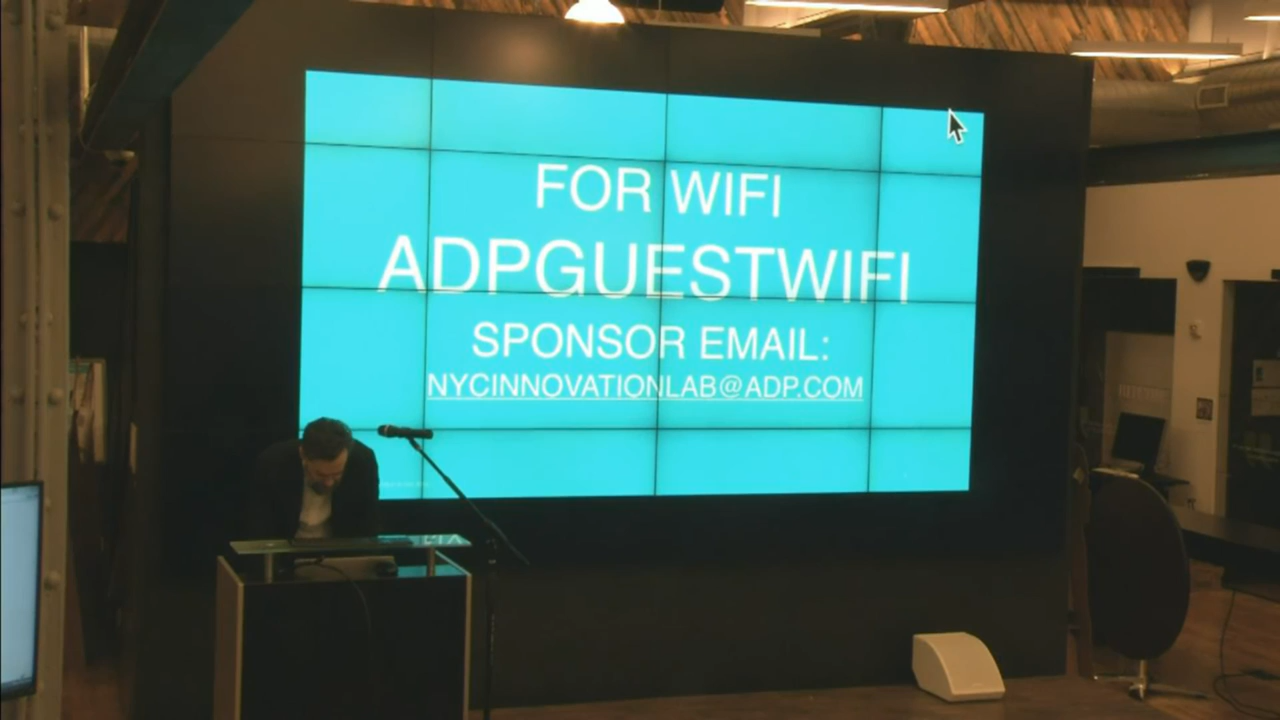 FOR WIFI
ADPGUESTWIFI
SPONSOR EMAIL:
NYCINNOVATIONLAB@ADP.COM